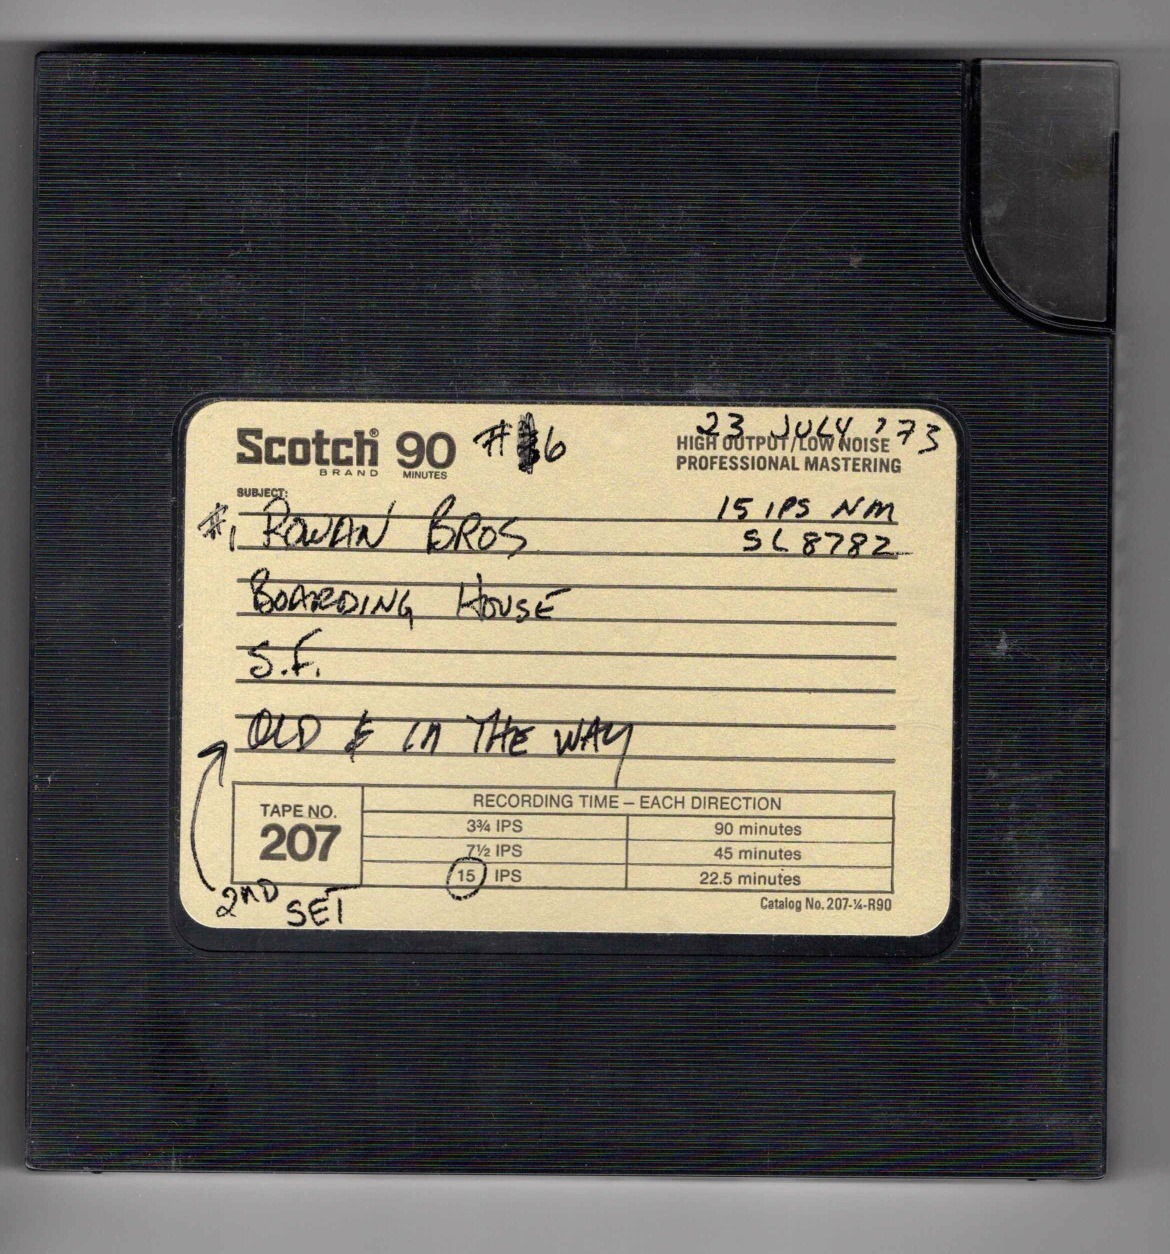 Scotch® 90 #6 23 JULY '73
BRAND MINUTES HIGH OUTPUT/LOW NOISE
PROFESSIONAL MASTERING
SUBJECT:
#1 ROWAN BROS 15 IPS NM
SL8782
BOARDING HOUSE
S.F.
OLD & IN THE WAY
TAPE NO. 207
RECORDING TIME – EACH DIRECTION
3¾ IPS 90 minutes
7½ IPS 45 minutes
15 IPS 22.5 minutes
2ND SET
Catalog No. 207-¼-R90